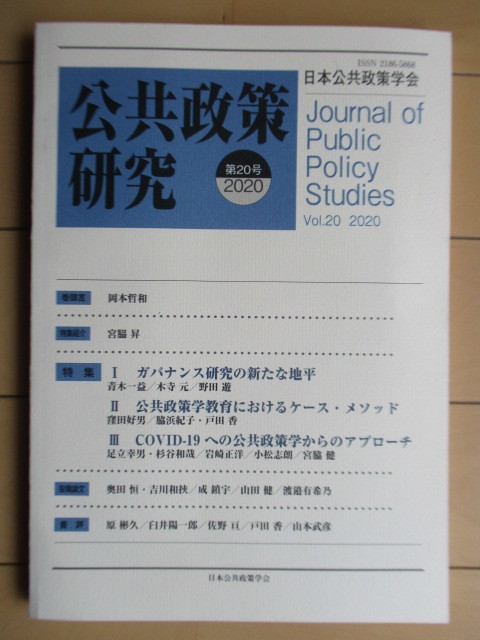 ISSN 2186-5868
日本公共政策学会
公共政策
研究
第20号
2020
Journal of
Public
Policy
Studies
Vol.20 2020
巻頭言 岡本哲和
特集紹介 宮脇 昇
特集 Ⅰ ガバナンス研究の新たな地平
青木一益／木寺 元／野田 遊
Ⅱ 公共政策学教育におけるケース・メソッド
窪田好男／脇浜紀子・戸田 香
Ⅲ COVID-19への公共政策学からのアプローチ
足立幸男・杉谷和哉／岩崎正洋／小松志朗／宮脇 健
投稿論文 奥田 恒・吉川和挟／成 鎮宇／山田 健／渡邉有希乃
書評 原 彬久／臼井陽一郎／佐野 亘／戸田 香／山本武彦
日本公共政策学会